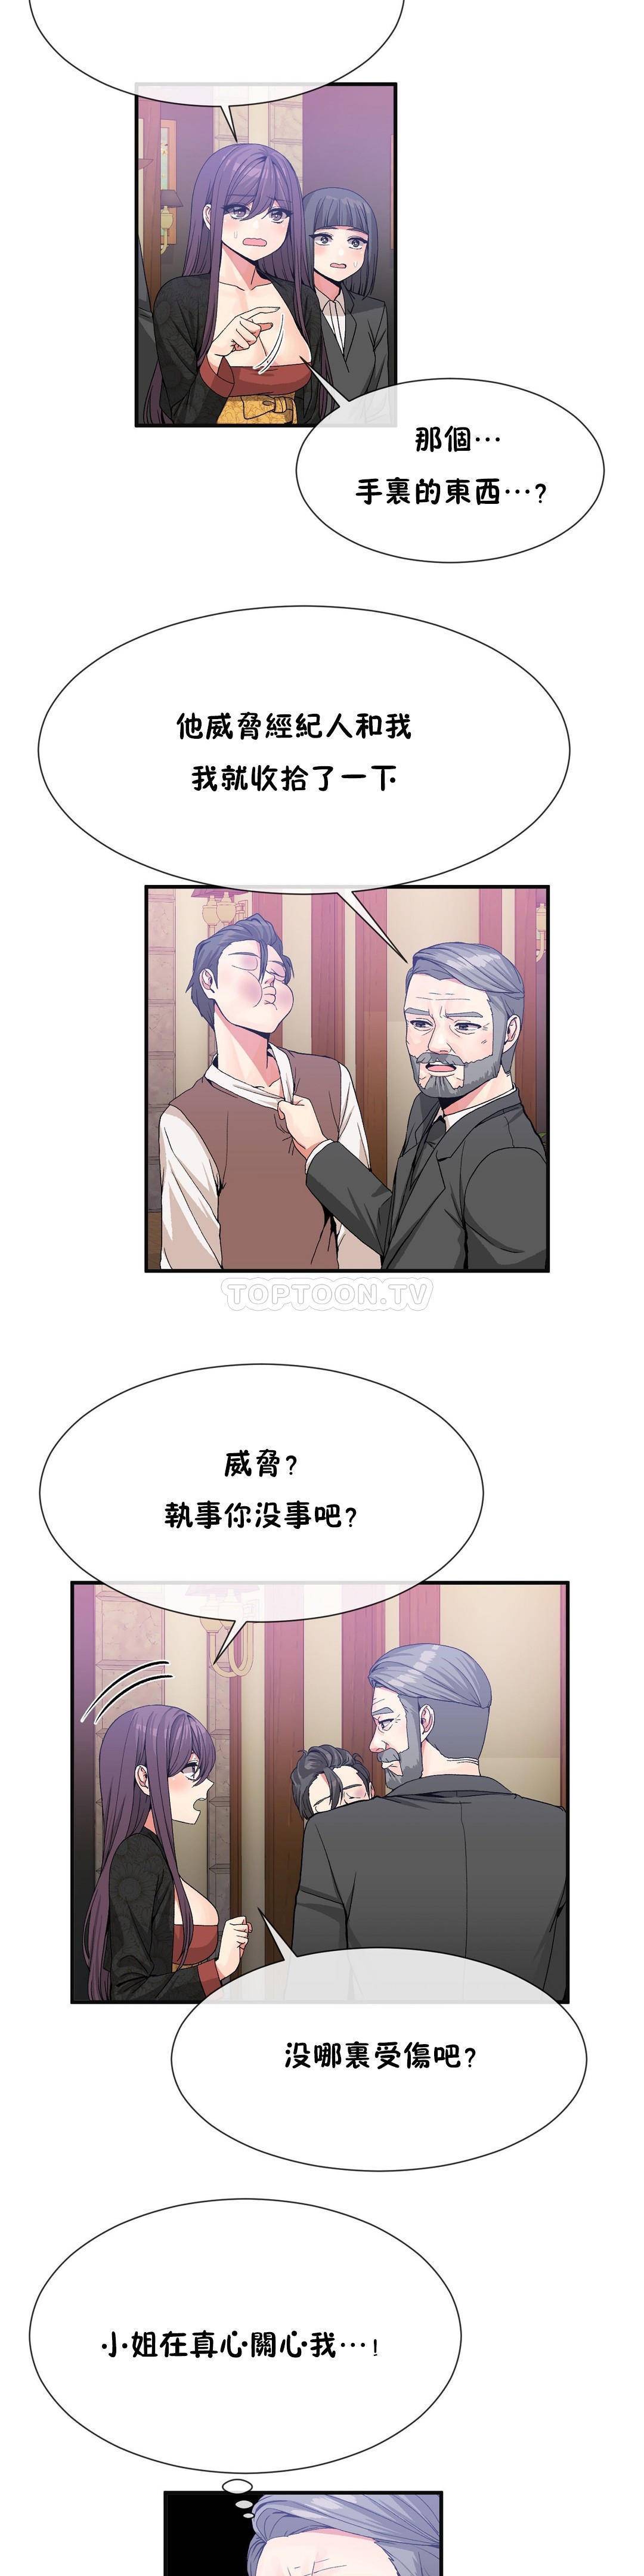 那個⋯
手裏的東西⋯?
他威脅經紀人和我
我就收拾了一下
TOPTOON.TV
威脅?
執事你没事吧?
没哪裏受傷吧?
小姐在真心關心我⋯!